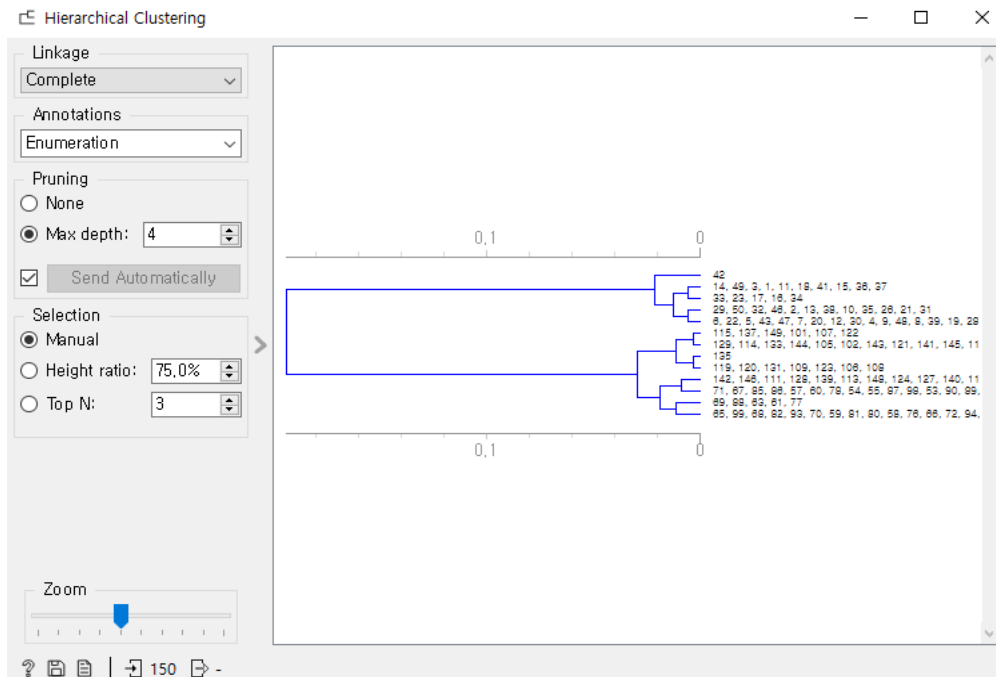 Hierarchical Clustering
Linkage
Complete
Annotations
Enumeration
Pruning
None
Max depth: 4
Send Automatically
Selection
Manual
Height ratio: 75,0%
Top N: 3
Zoom
150 -
0,1 0
42
14, 49, 3, 1, 11, 18, 41, 15, 36, 37
33, 23, 17, 16, 34
29, 50, 32, 46, 2, 13, 38, 10, 35, 26, 21, 31
6, 22, 5, 43, 47, 7, 20, 12, 30, 4, 9, 48, 8, 39, 19, 28
115, 137, 149, 101, 107, 122
129, 114, 133, 144, 105, 102, 143, 121, 141, 145, 11
135
119, 120, 131, 109, 123, 106, 108
142, 146, 111, 128, 139, 113, 148, 124, 127, 140, 11
71, 67, 85, 86, 57, 60, 78, 54, 55, 97, 98, 53, 90, 89,
69, 88, 63, 61, 77
65, 99, 68, 82, 93, 70, 59, 81, 80, 58, 76, 66, 72, 94,
0,1 0